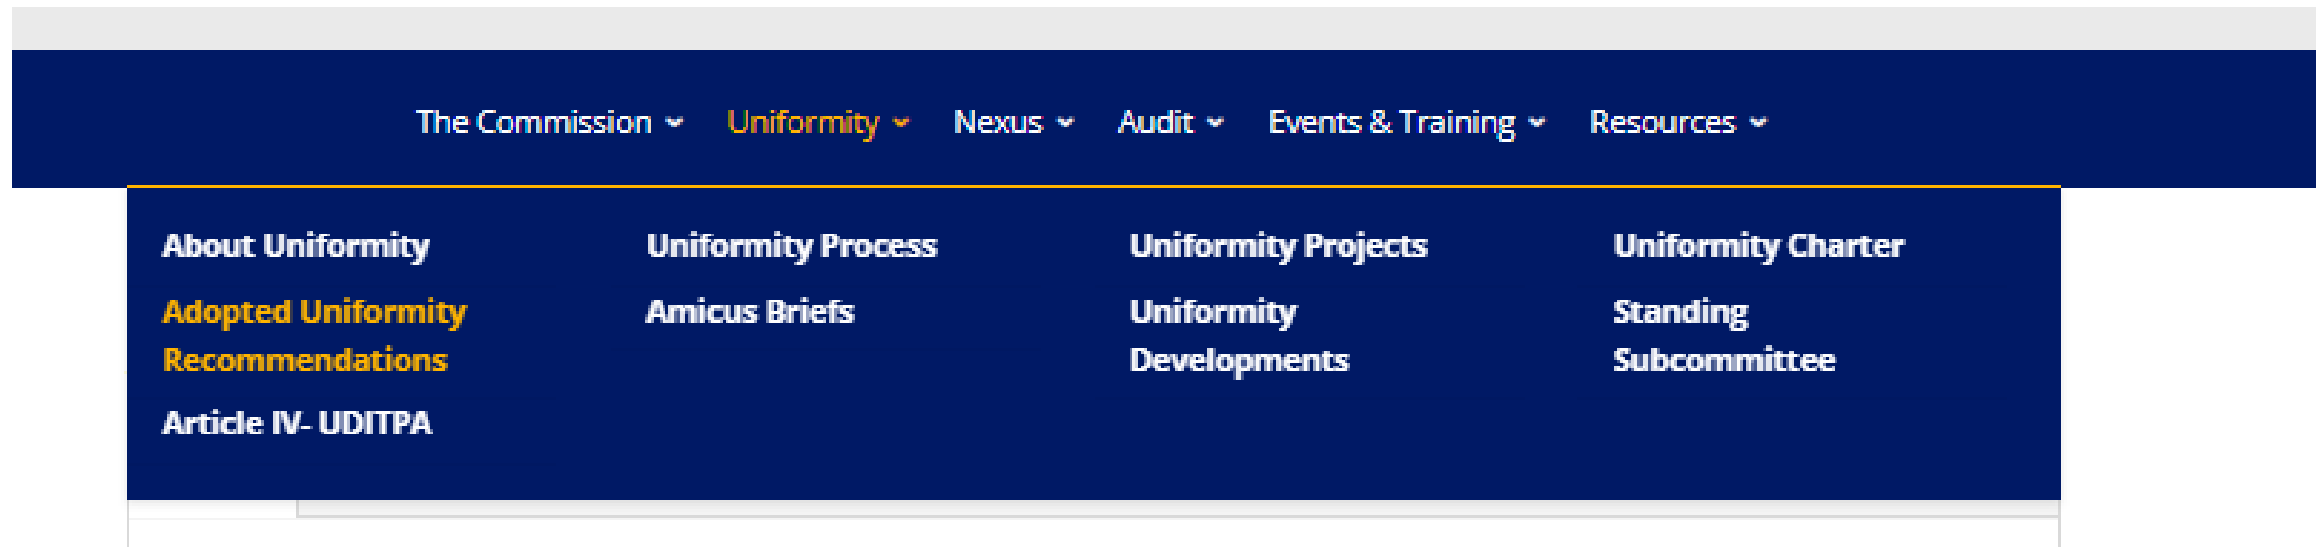 The Commission Uniformity Nexus Audit Events & Training Resources
About Uniformity Uniformity Process Uniformity Projects Uniformity Charter
Adopted Uniformity Amicus Briefs Uniformity Standing
Recommendations Developments Subcommittee
Article IV- UDITPA